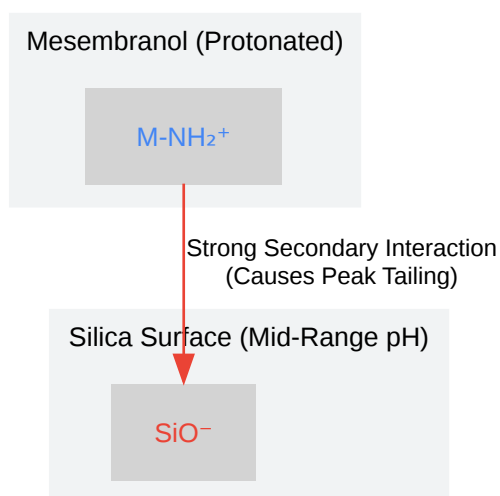 Mesembranol (Protonated)
M-NH₂⁺
Strong Secondary Interaction
(Causes Peak Tailing)
Silica Surface (Mid-Range pH)
SiO⁻